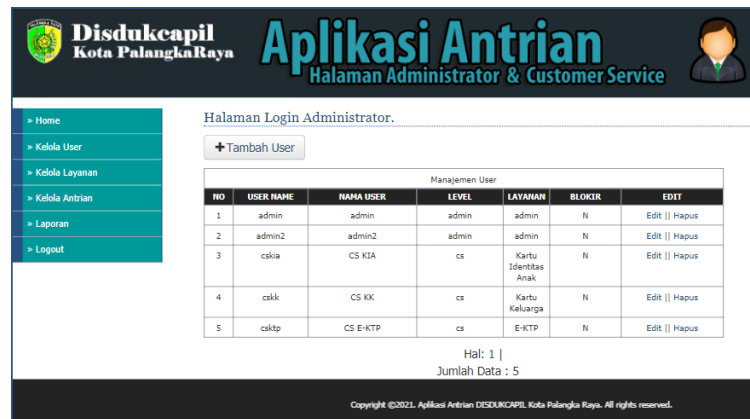 Disdukcapil
Kota PalangkaRaya
Aplikasi Antrian
Halaman Administrator & Customer Service
» Home
» Kelola User
» Kelola Layanan
» Kelola Antrian
» Laporan
» Logout
Halaman Login Administrator.
+Tambah User
Manajemen User
NO USER NAME NAMA USER LEVEL LAYANAN BLOKIR EDIT
1 admin admin admin admin N Edit || Hapus
2 admin2 admin2 admin admin N Edit || Hapus
3 cskia CS KIA cs Kartu Identitas Anak N Edit || Hapus
4 cskk CS KK cs Kartu Keluarga N Edit || Hapus
5 csktp CS E-KTP cs E-KTP N Edit || Hapus
Hal: 1 |
Jumlah Data : 5
Copyright ©2021. Aplikasi Antrian DISDUKCAPIL Kota Palangka Raya. All rights reserved.